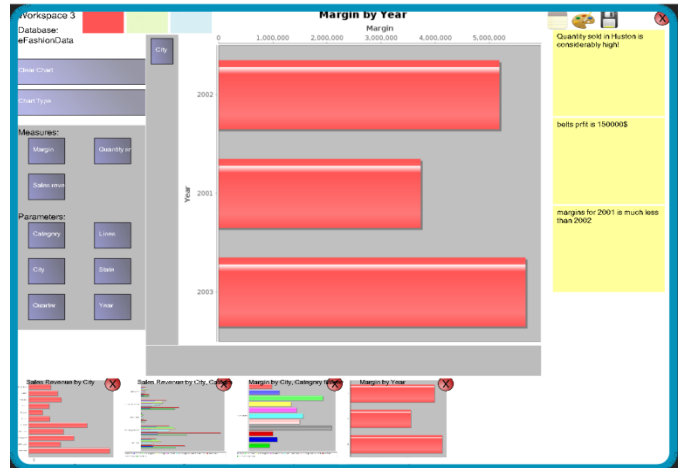 Workspace 3
Database:
eFashionData
Clear Chart
Chart Type
Measures:
Margin
Quantity
Sales
Parameters:
Category
Lines
City
State
Quarter
Year
City
Margin by Year
Margin
0 1,000,000 2,000,000 3,000,000 4,000,000 5,000,000
Year
2002
2001
2003
Quantity sold in Huston is
considerably high!
belts prfit is 150000$
margins for 2001 is much less
than 2002
Sales Revenue by City
X
Sales Revenue by City,
X
Margin by City, Category
X
Margin by Year
X
X